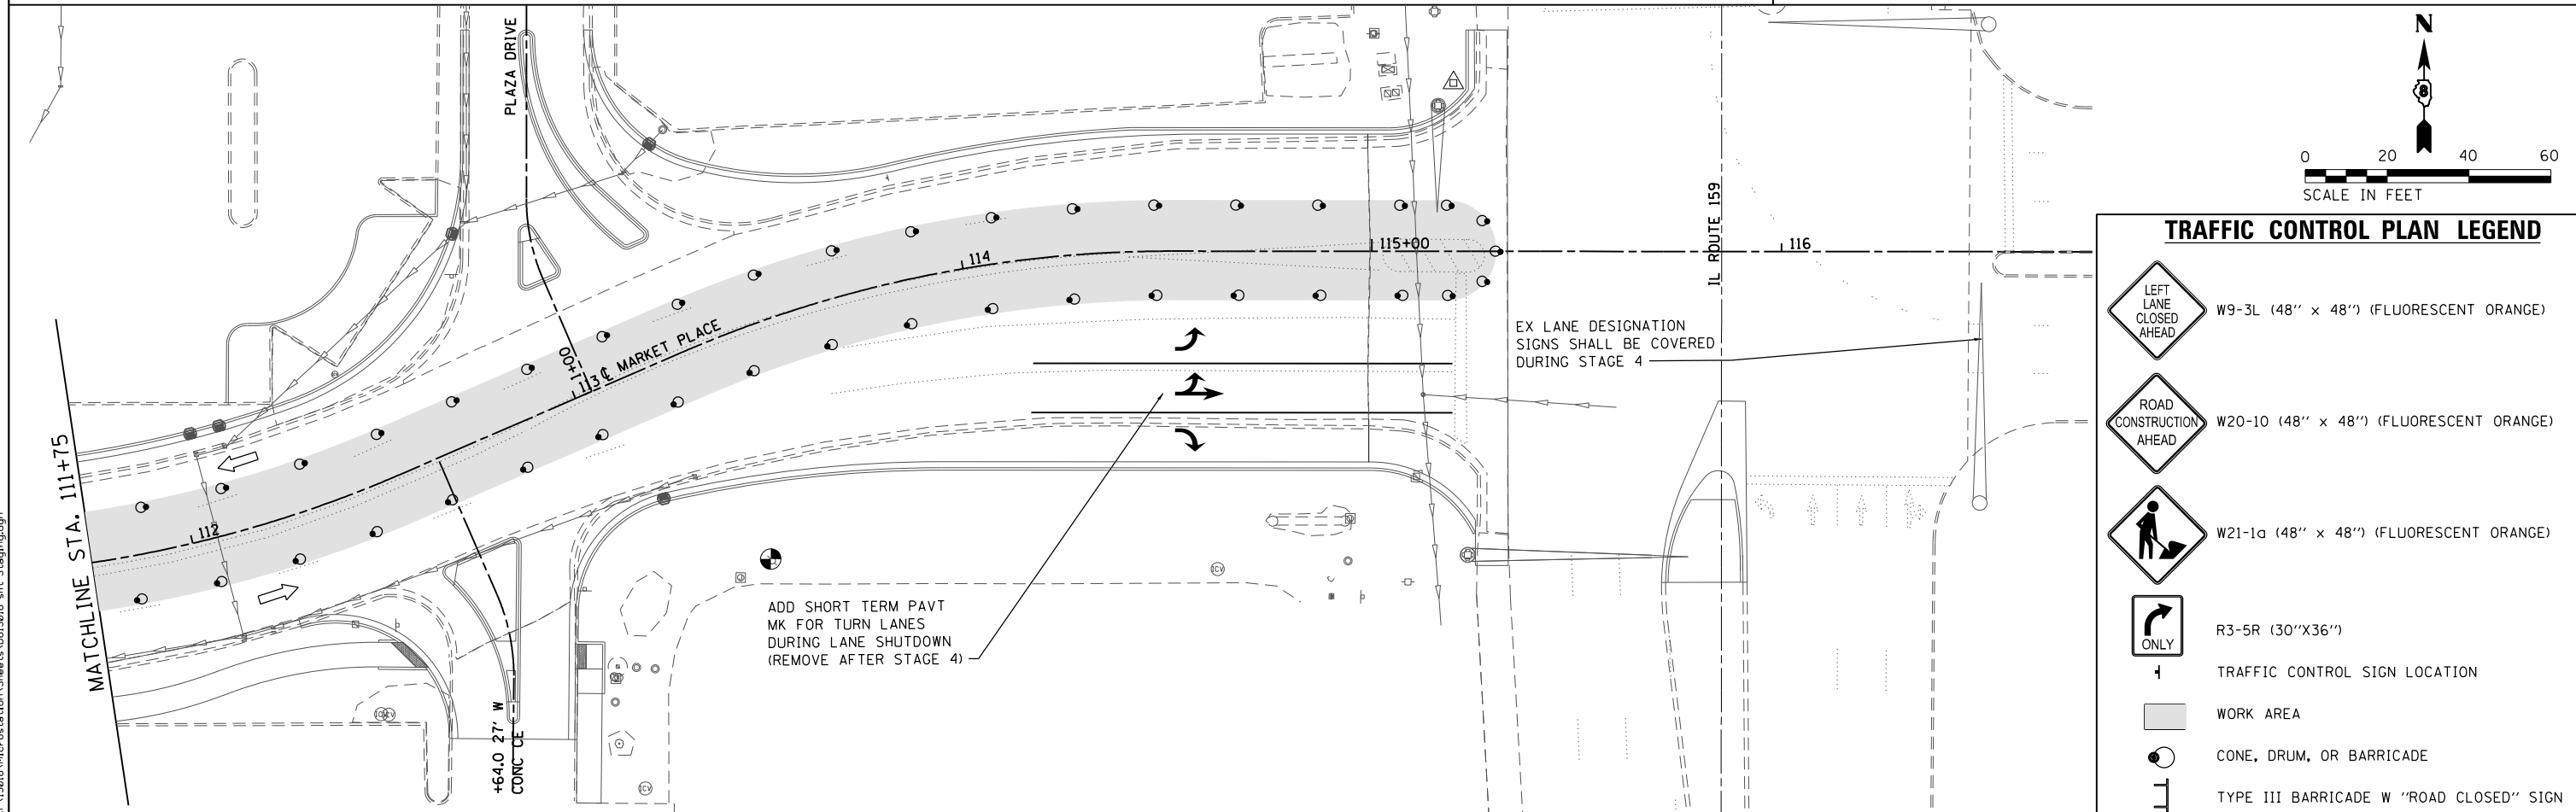 PLAZA DRIVE
N
8
0 20 40 60
SCALE IN FEET
TRAFFIC CONTROL PLAN LEGEND
LEFT
LANE
CLOSED
AHEAD
W9-3L (48" x 48") (FLUORESCENT ORANGE)
ROAD
CONSTRUCTION
AHEAD
W20-10 (48" x 48") (FLUORESCENT ORANGE)
W21-1a (48" x 48") (FLUORESCENT ORANGE)
ONLY
R3-5R (30"X36")
TRAFFIC CONTROL SIGN LOCATION
WORK AREA
CONE, DRUM, OR BARRICADE
TYPE III BARRICADE W "ROAD CLOSED" SIGN
IL ROUTE 159
115+00
116
114
113
℄ MARKET PLACE
1+00
112
MATCHLINE STA. 111+75
EX LANE DESIGNATION
SIGNS SHALL BE COVERED
DURING STAGE 4
ADD SHORT TERM PAVT
MK FOR TURN LANES
DURING LANE SHUTDOWN
(REMOVE AFTER STAGE 4)
+64.0 27' W
CONC CE
ICV
ICV
ICV